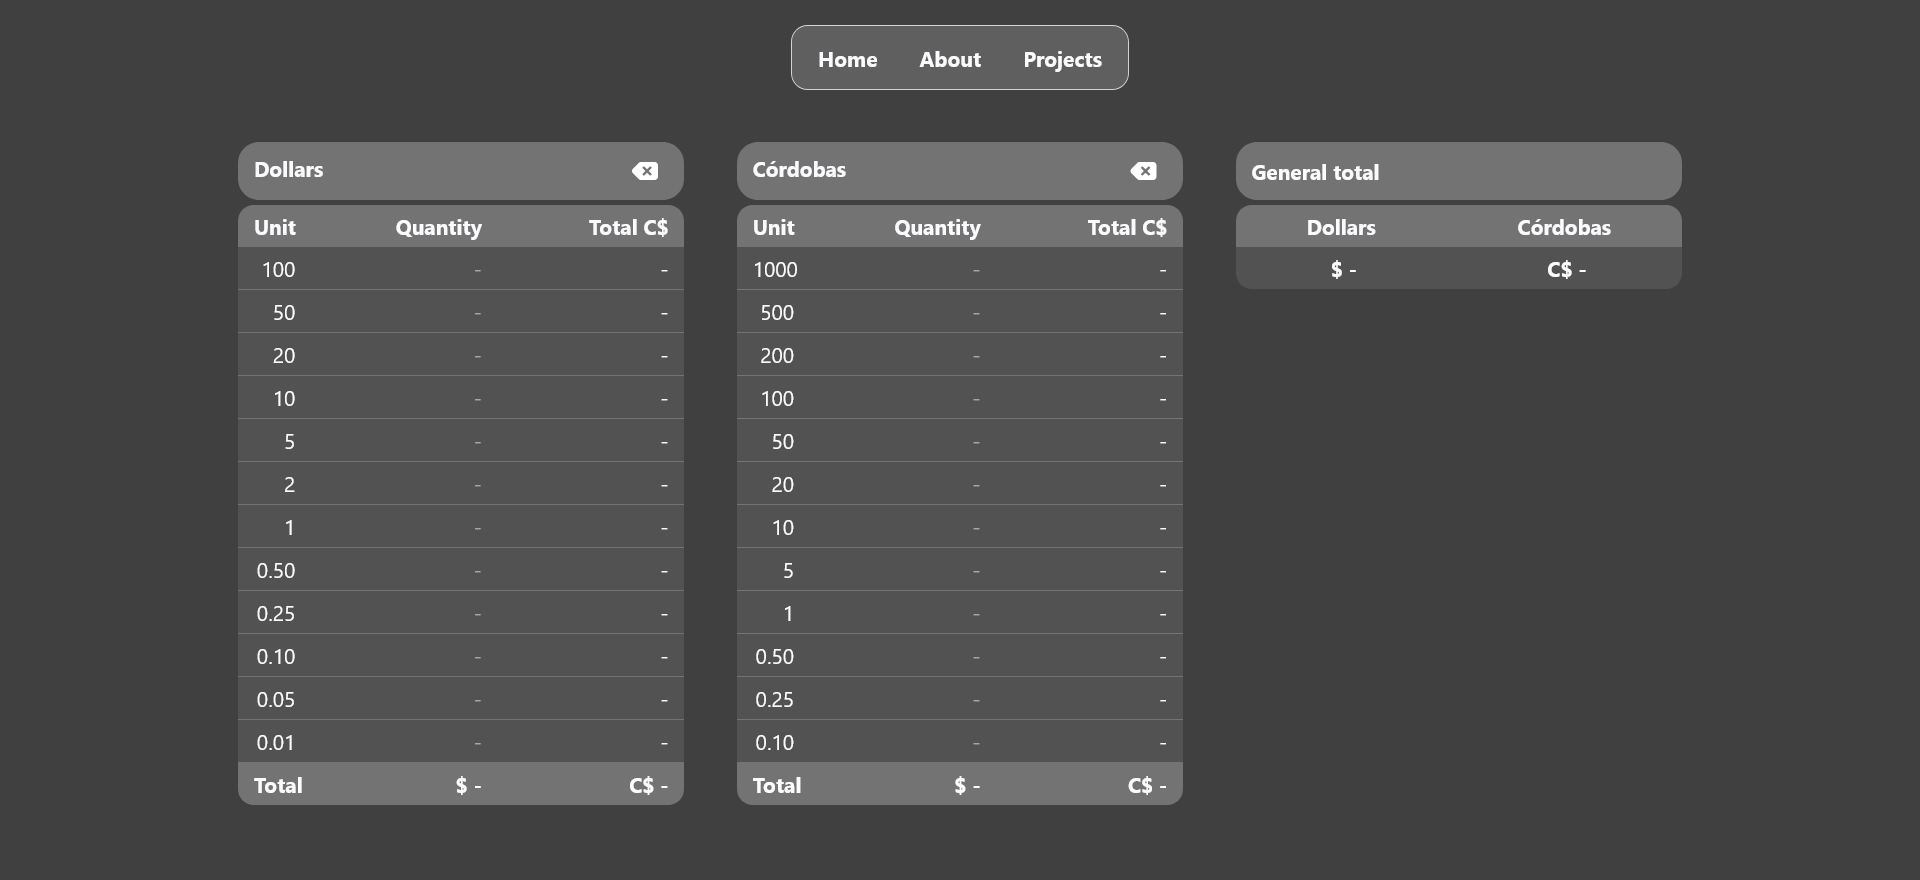 Home About Projects
Dollars
Unit Quantity Total C$
100 - -
50 - -
20 - -
10 - -
5 - -
2 - -
1 - -
0.50 - -
0.25 - -
0.10 - -
0.05 - -
0.01 - -
Total $ - C$ -
Córdobas
Unit Quantity Total C$
1000 - -
500 - -
200 - -
100 - -
50 - -
20 - -
10 - -
5 - -
1 - -
0.50 - -
0.25 - -
0.10 - -
Total $ - C$ -
General total
Dollars Córdobas
$ - C$ -